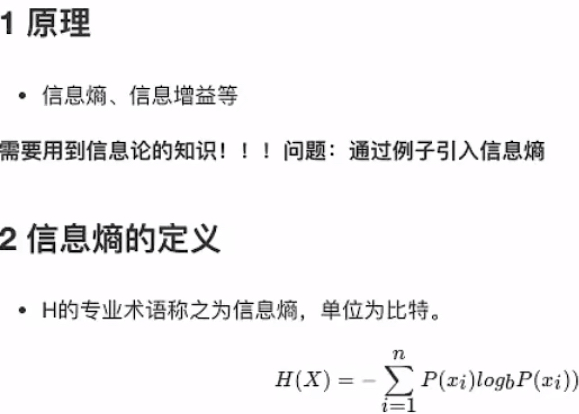 1 原理
• 信息熵、信息增益等
需要用到信息论的知识！！！问题：通过例子引入信息熵
2 信息熵的定义
• H的专业术语称之为信息熵，单位为比特。
H(X) = -\sum_{i=1}^{n} P(x_i)log_bP(x_i))